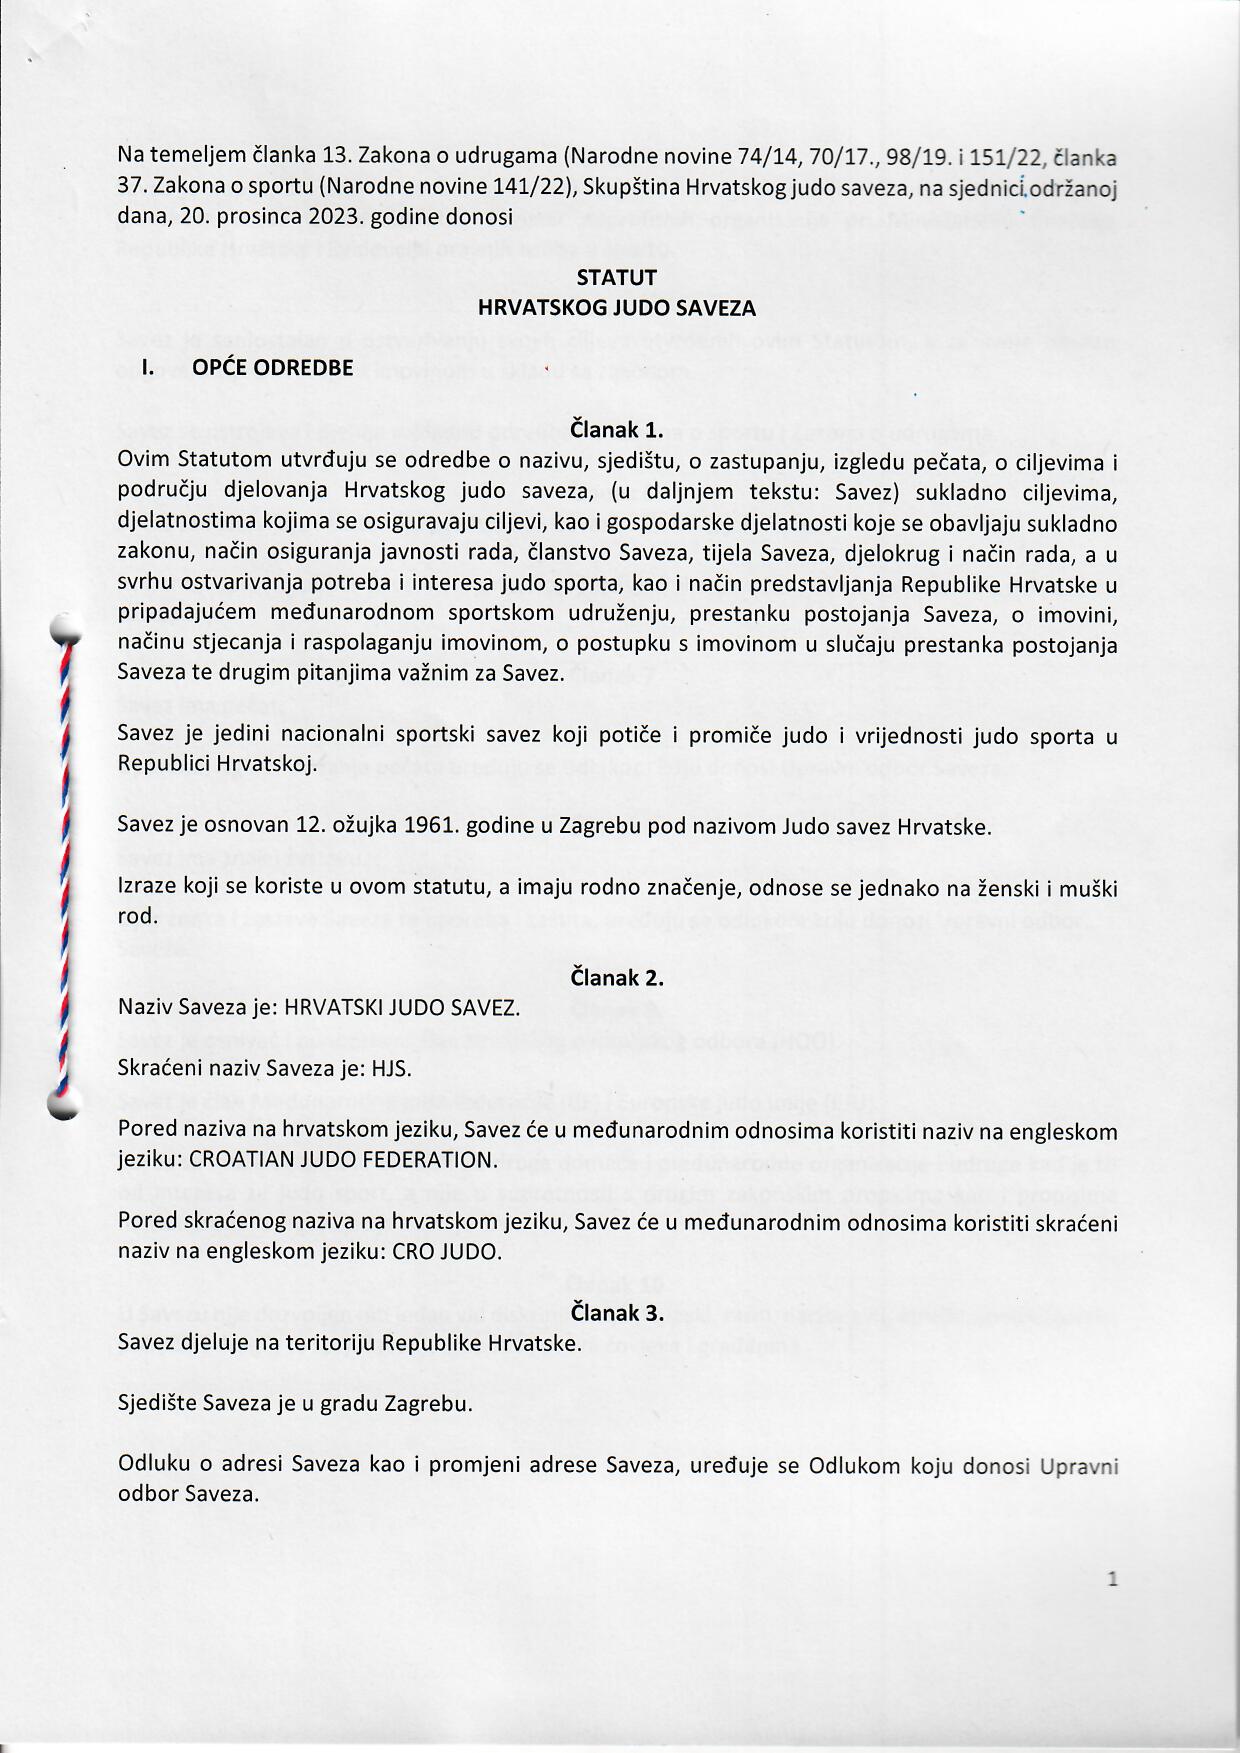 Na temeljem članka 13. Zakona o udrugama (Narodne novine 74/14, 70/17., 98/19. i 151/22, članka
37. Zakona o sportu (Narodne novine 141/22), Skupština Hrvatskog judo saveza, na sjednici održanoj
dana, 20. prosinca 2023. godine donosi
STATUT
HRVATSKOG JUDO SAVEZA
I. OPĆE ODREDBE
Članak 1.
Ovim Statutom utvrđuju se odredbe o nazivu, sjedištu, o zastupanju, izgledu pečata, o ciljevima i
području djelovanja Hrvatskog judo saveza, (u daljnjem tekstu: Savez) sukladno ciljevima,
djelatnostima kojima se osiguravaju ciljevi, kao i gospodarske djelatnosti koje se obavljaju sukladno
zakonu, način osiguranja javnosti rada, članstvo Saveza, tijela Saveza, djelokrug i način rada, a u
svrhu ostvarivanja potreba i interesa judo sporta, kao i način predstavljanja Republike Hrvatske u
pripadajućem međunarodnom sportskom udruženju, prestanku postojanja Saveza, o imovini,
načinu stjecanja i raspolaganju imovinom, o postupku s imovinom u slučaju prestanka postojanja
Saveza te drugim pitanjima važnim za Savez.
Savez je jedini nacionalni sportski savez koji potiče i promiče judo i vrijednosti judo sporta u
Republici Hrvatskoj.
Savez je osnovan 12. ožujka 1961. godine u Zagrebu pod nazivom Judo savez Hrvatske.
Izraze koji se koriste u ovom statutu, a imaju rodno značenje, odnose se jednako na ženski i muški
rod.
Članak 2.
Naziv Saveza je: HRVATSKI JUDO SAVEZ.
Skraćeni naziv Saveza je: HJS.
Pored naziva na hrvatskom jeziku, Savez će u međunarodnim odnosima koristiti naziv na engleskom
jeziku: CROATIAN JUDO FEDERATION.
Pored skraćenog naziva na hrvatskom jeziku, Savez će u međunarodnim odnosima koristiti skraćeni
naziv na engleskom jeziku: CRO JUDO.
Članak 3.
Savez djeluje na teritoriju Republike Hrvatske.
Sjedište Saveza je u gradu Zagrebu.
Odluku o adresi Saveza kao i promjeni adrese Saveza, uređuje se Odlukom koju donosi Upravni
odbor Saveza.
1